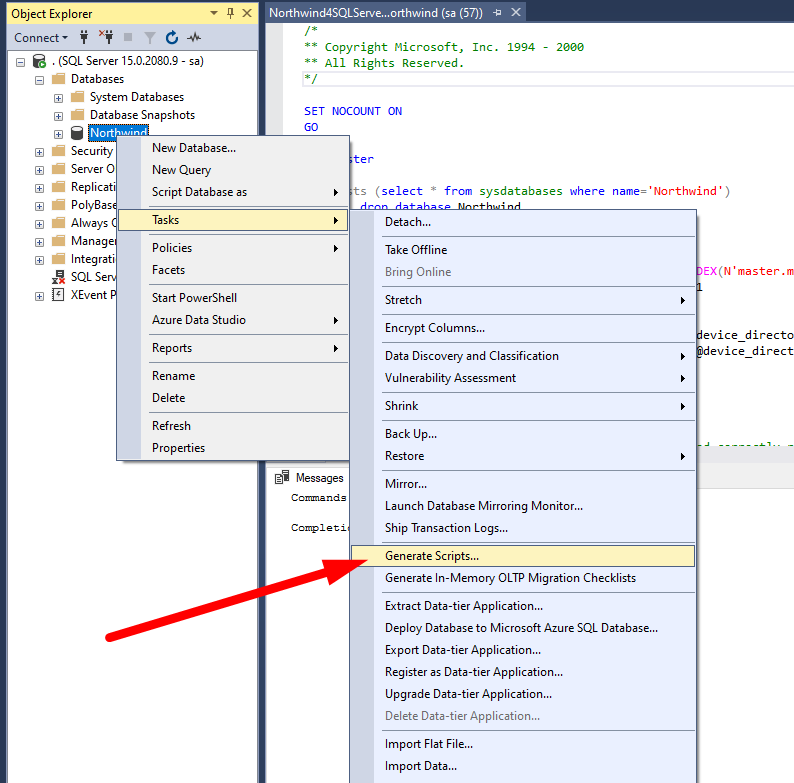 Object Explorer
Connect
. (SQL Server 15.0.2080.9 - sa)
Databases
System Databases
Database Snapshots
Northwind
Security
Server O
Replicati
PolyBase
Always O
Manager
Integrati
SQL Serv
XEvent P
New Database...
New Query
Script Database as
Tasks
Policies
Facets
Start PowerShell
Azure Data Studio
Reports
Rename
Delete
Refresh
Properties
Northwind4SQLServe...orthwind (sa (57))
/*
** Copyright Microsoft, Inc. 1994 - 2000
** All Rights Reserved.
*/
SET NOCOUNT ON
GO
ster
sts (select * from sysdatabases where name='Northwind')
drop database Northwind
DEX(N'master.m
1
device_directo
@device_direct
Detach...
Take Offline
Bring Online
Stretch
Encrypt Columns...
Data Discovery and Classification
Vulnerability Assessment
Shrink
Back Up...
Restore
Mirror...
Launch Database Mirroring Monitor...
Ship Transaction Logs...
Generate Scripts...
Generate In-Memory OLTP Migration Checklists
Extract Data-tier Application...
Deploy Database to Microsoft Azure SQL Database...
Export Data-tier Application...
Register as Data-tier Application...
Upgrade Data-tier Application...
Delete Data-tier Application...
Import Flat File...
Import Data...
Messages
Commands
Completio